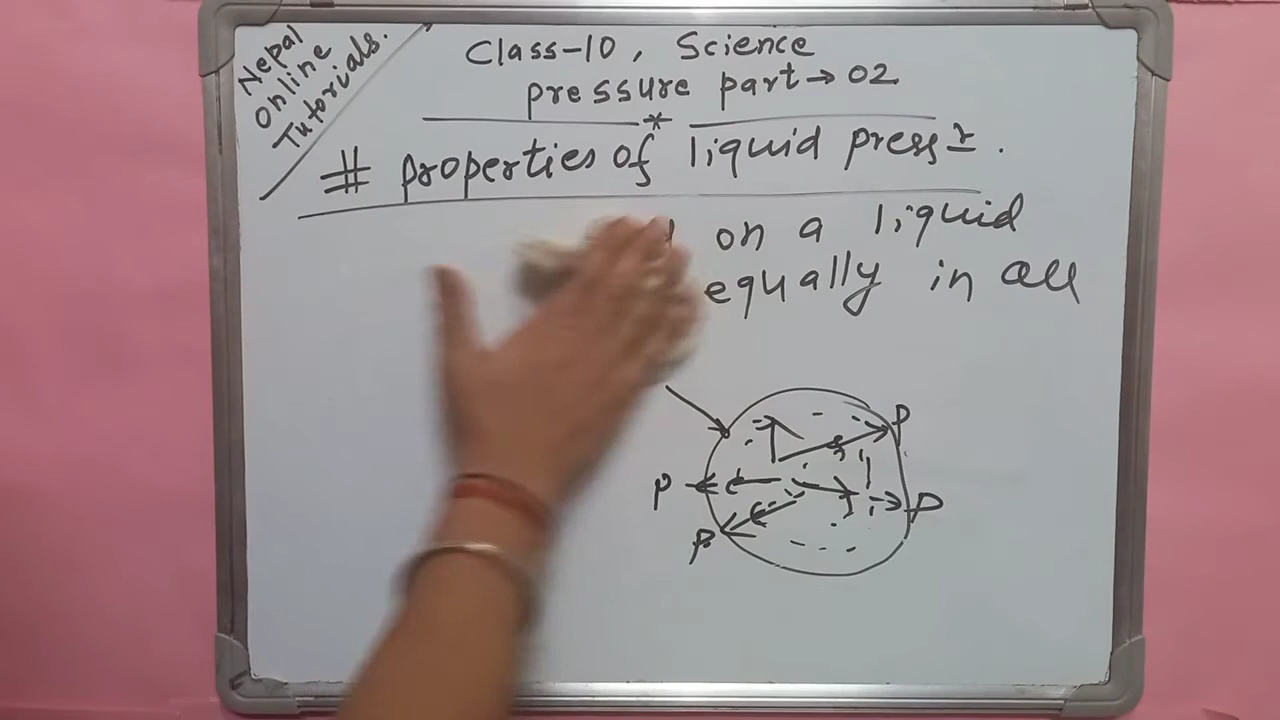 Nepal
Online
Tutorials.
Class-10, Science
pressure part → 02
*
# properties of liquid press r.
on a liquid
equally in all
P
P
P
P